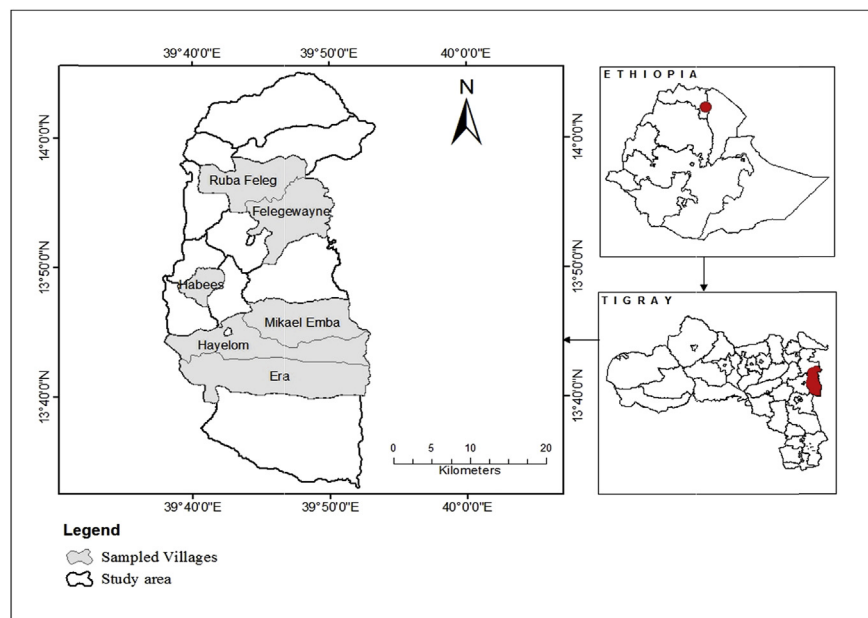 39°40'0"E 39°50'0"E 40°0'0"E
N
14°0'0"N 14°0'0"N
13°50'0"N 13°50'0"N
13°40'0"N 13°40'0"N
Ruba Feleg
Felegewayne
Habees
Mikael Emba
Hayelom
Era
0 5 10 20
Kilometers
39°40'0"E 39°50'0"E 40°0'0"E
ETHIOPIA
TIGRAY
Legend
Sampled Villages
Study area